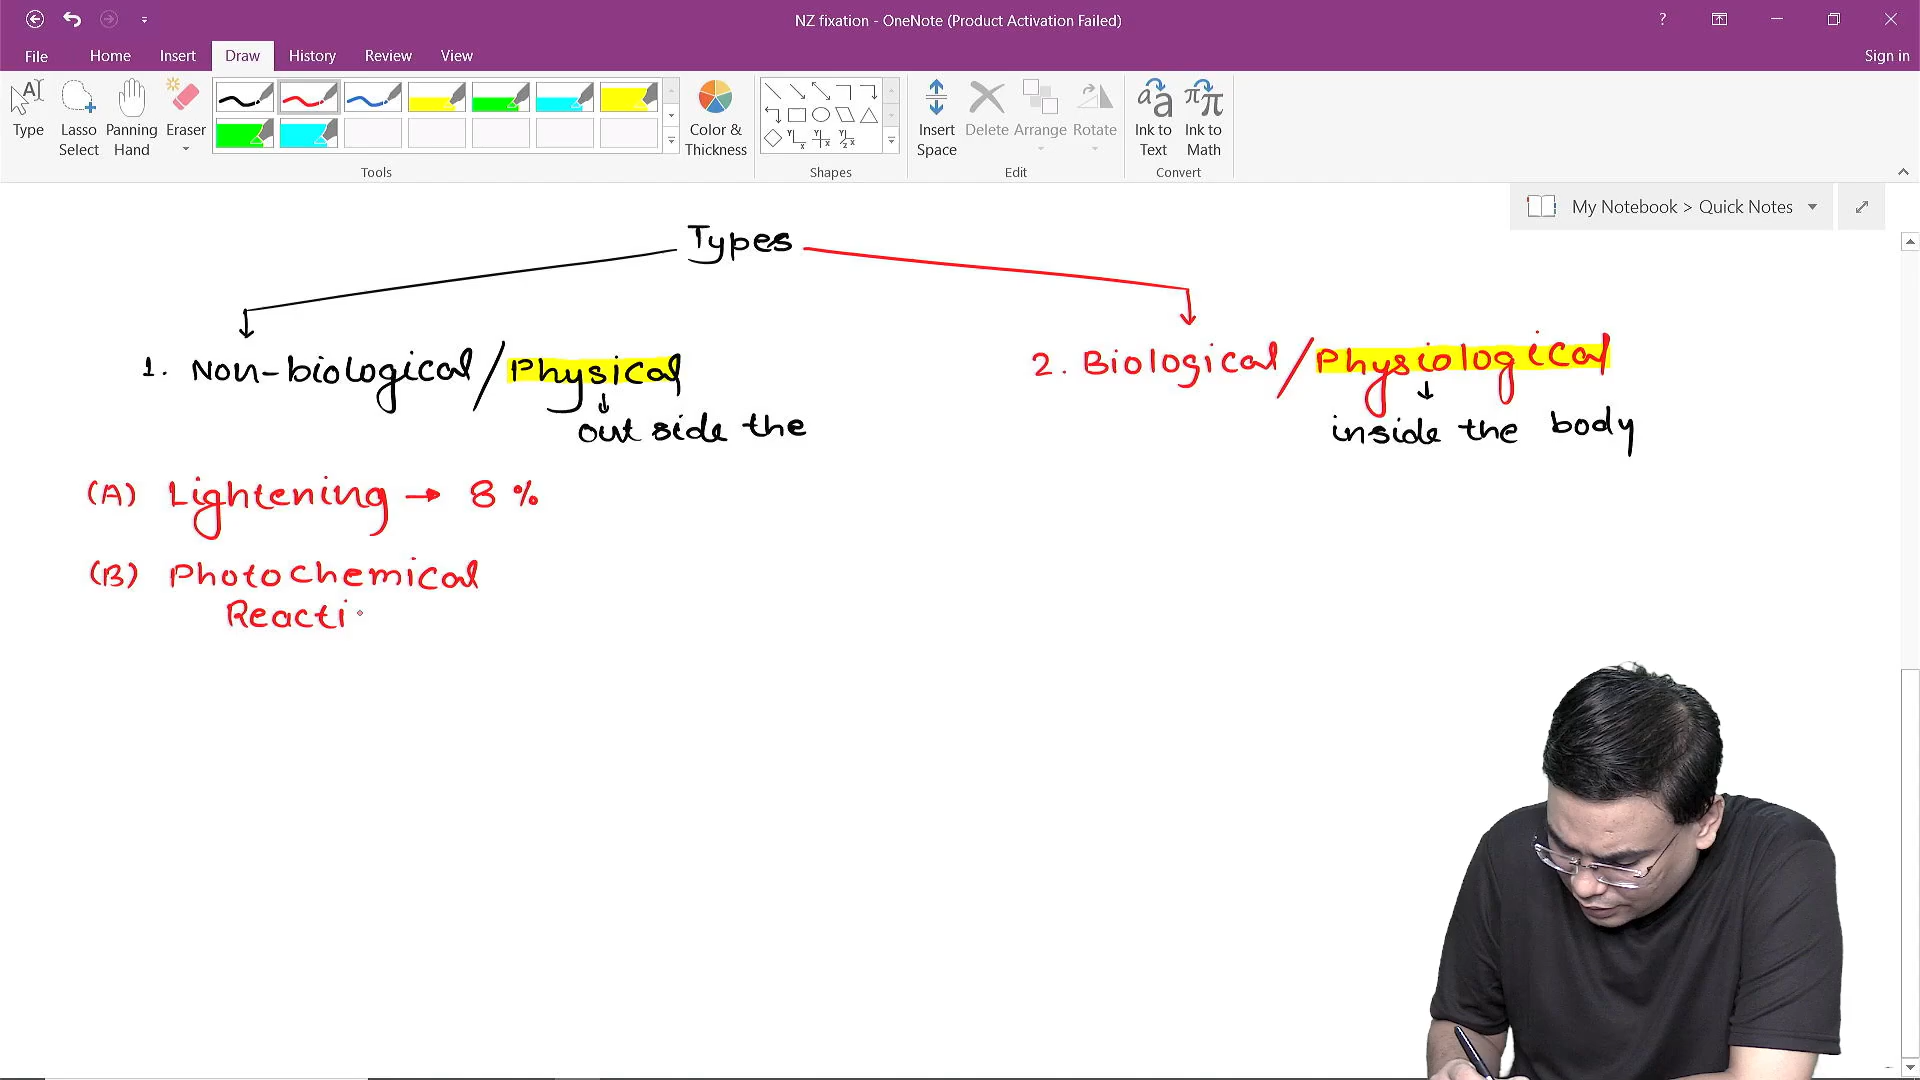 NZ fixation - OneNote (Product Activation Failed)
?
File Home Insert Draw History Review View
Sign in
Type
Lasso Select
Panning Hand
Eraser
Color & Thickness
Insert Space
Delete
Arrange
Rotate
Ink to Text
Ink to Math
Tools
Shapes
Edit
Convert
My Notebook > Quick Notes
Types
1. Non-biological/Physical
2. Biological/Physiological
out side the
inside the body
(A) Lightening → 8 %
(B) Photochemical
Reacti